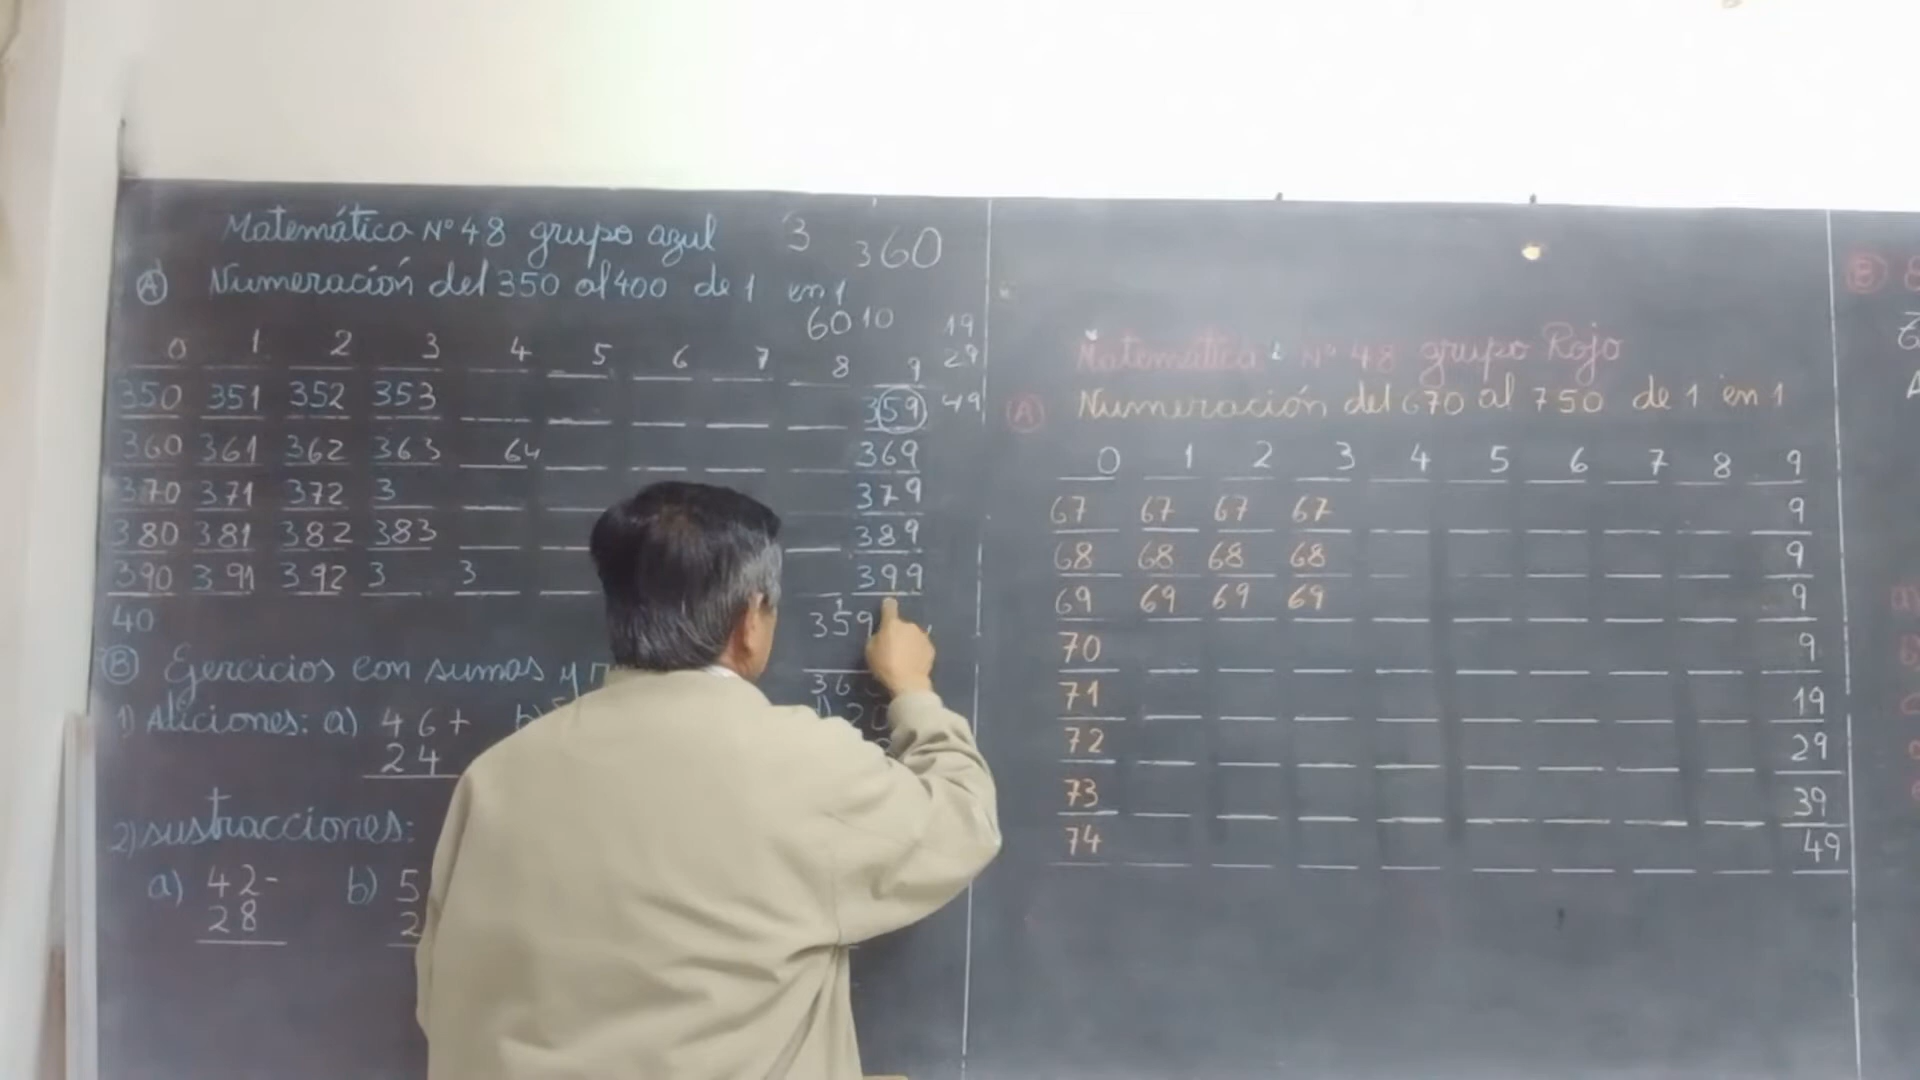 Matemática Nº 48 grupo azul 3 360
Ⓐ Numeración del 350 al 400 de 1 en 1
60 10 19
0 1 2 3 4 5 6 7 8 9 29
350 351 352 353 359 49
360 361 362 363 64 369
370 371 372 3 379
380 381 382 383 389
390 391 392 3 3 399
1
40 359
Ⓑ Ejercicios con sumas y
36
1) Adiciones: a) 46+ b)
24
2) sustracciones:
a) 42- b) 5
28 2
Matemática Nº 48 grupo Rojo
Ⓐ Numeración del 670 al 750 de 1 en 1
0 1 2 3 4 5 6 7 8 9
67 67 67 67 9
68 68 68 68 9
69 69 69 69 9
70 9
71 19
72 29
73 39
74 49
Ⓑ